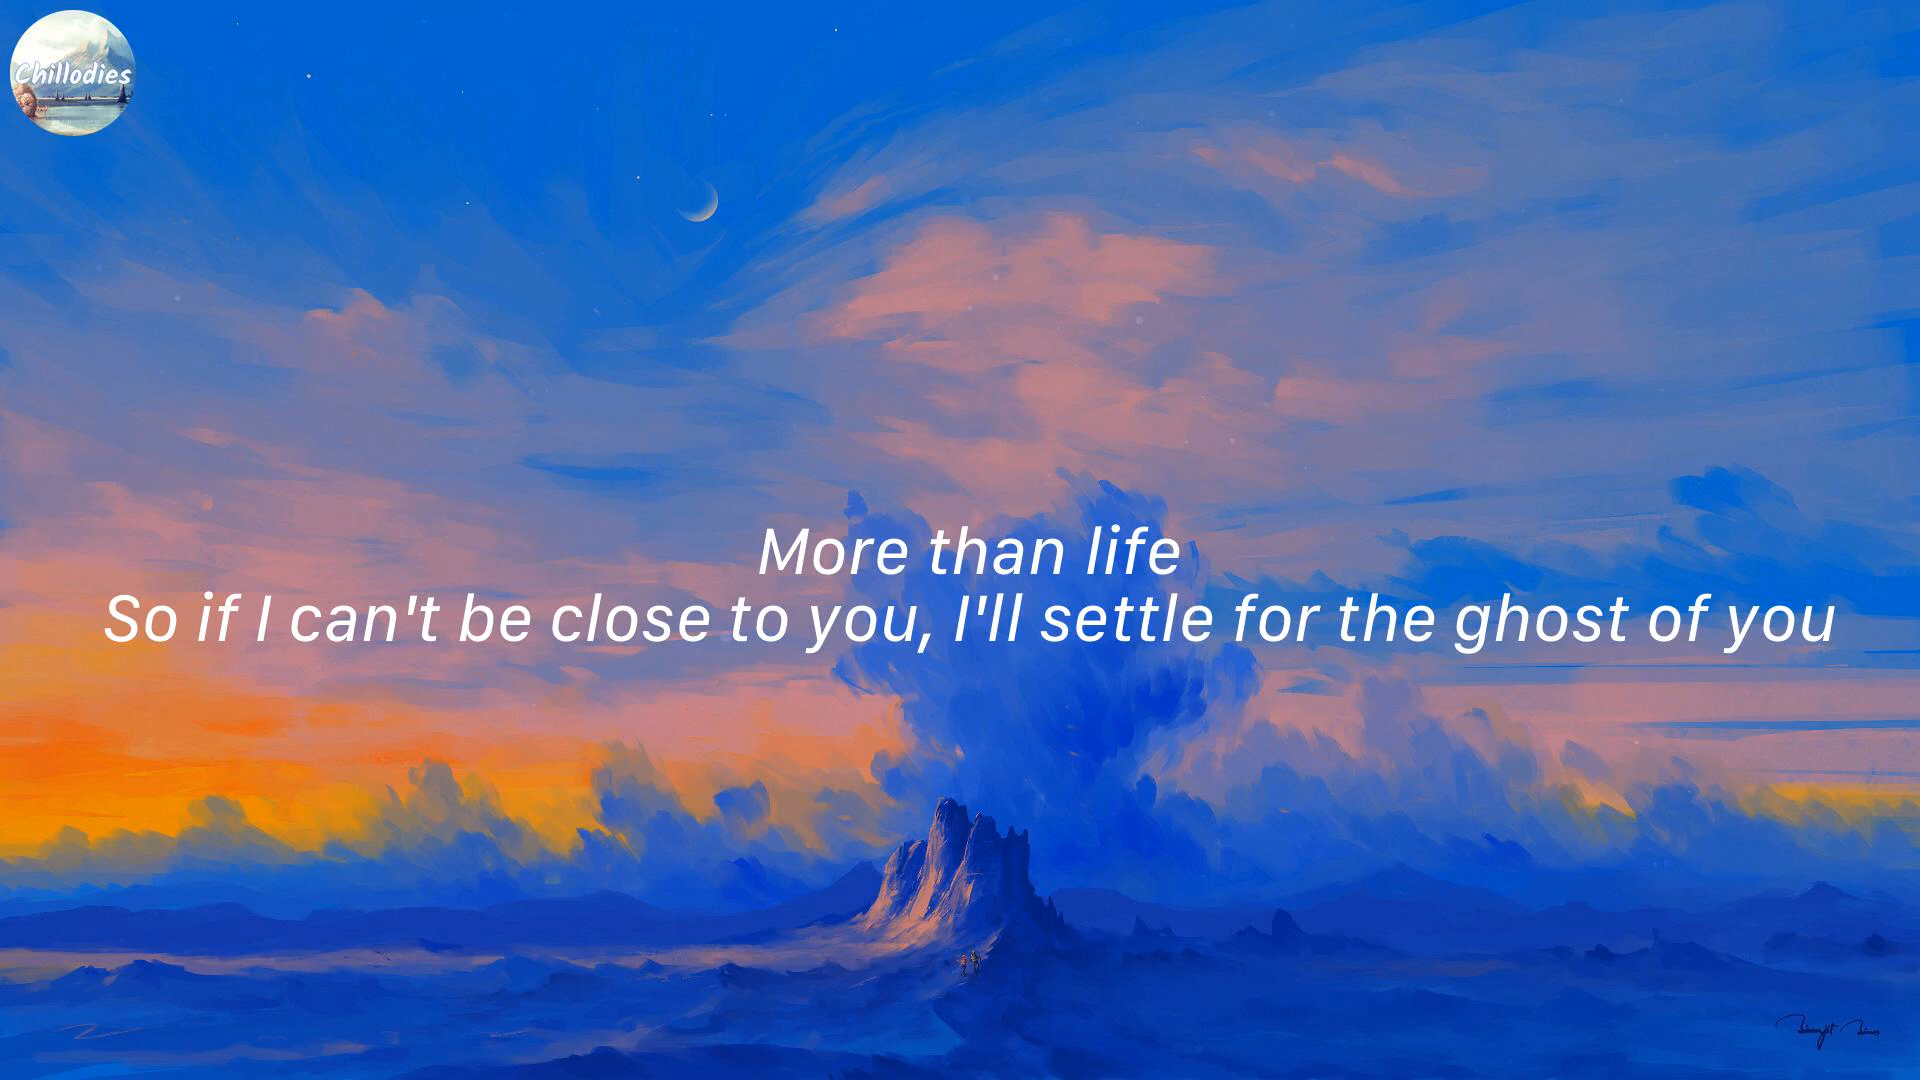 Chillodies
More than life
So if I can't be close to you, I'll settle for the ghost of you